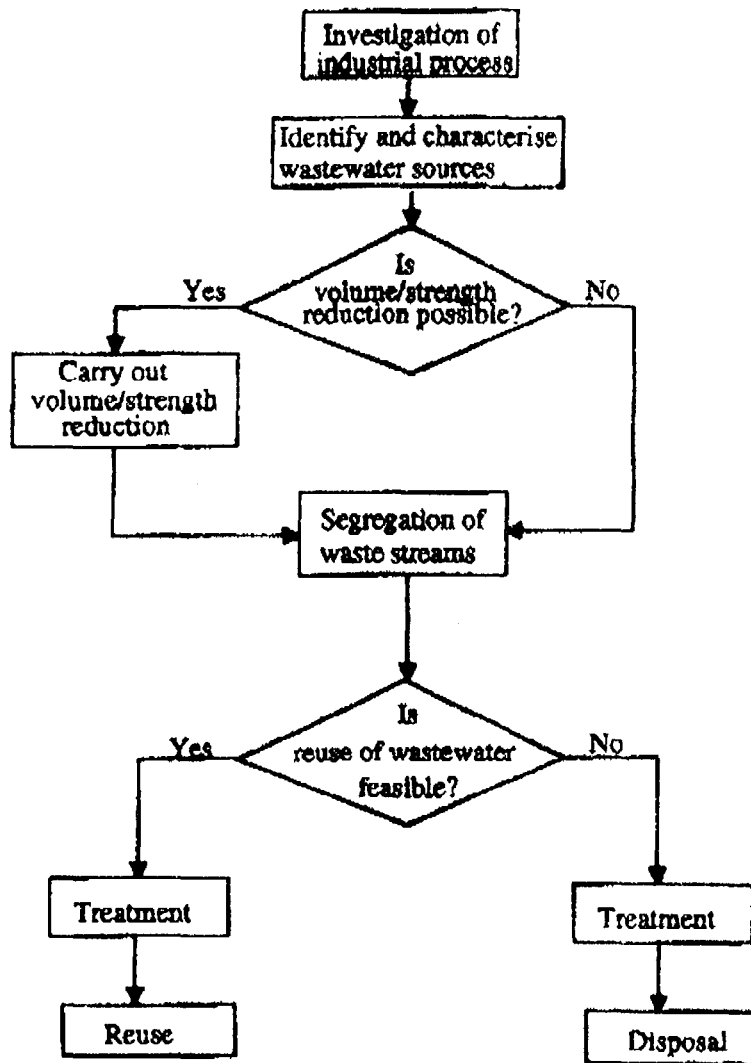 Investigation of
industrial process
Identify and characterise
wastewater sources
Is
volume/strength
reduction possible?
Yes
No
Carry out
volume/strength
reduction
Segregation of
waste streams
Is
reuse of wastewater
feasible?
Yes
No
Treatment
Treatment
Reuse
Disposal